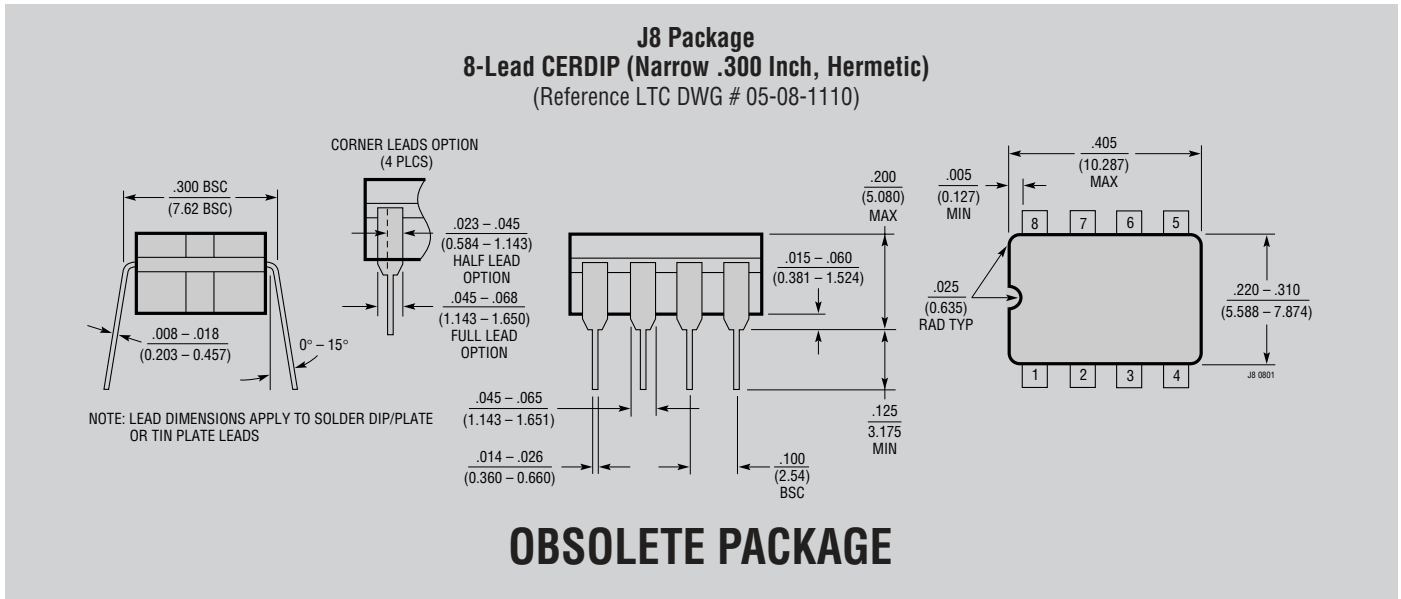 J8 Package
8-Lead CERDIP (Narrow .300 Inch, Hermetic)
(Reference LTC DWG # 05-08-1110)
.300 BSC
(7.62 BSC)
.008 – .018
(0.203 – 0.457)
0° – 15°
CORNER LEADS OPTION
(4 PLCS)
.023 – .045
(0.584 – 1.143)
HALF LEAD
OPTION
.045 – .068
(1.143 – 1.650)
FULL LEAD
OPTION
.200
(5.080)
MAX
.015 – .060
(0.381 – 1.524)
.045 – .065
(1.143 – 1.651)
.014 – .026
(0.360 – 0.660)
.100
(2.54)
BSC
.125
3.175
MIN
.005
(0.127)
MIN
.405
(10.287)
MAX
8 7 6 5
.025
(0.635)
RAD TYP
.220 – .310
(5.588 – 7.874)
1 2 3 4
J8 0801
NOTE: LEAD DIMENSIONS APPLY TO SOLDER DIP/PLATE
OR TIN PLATE LEADS
OBSOLETE PACKAGE